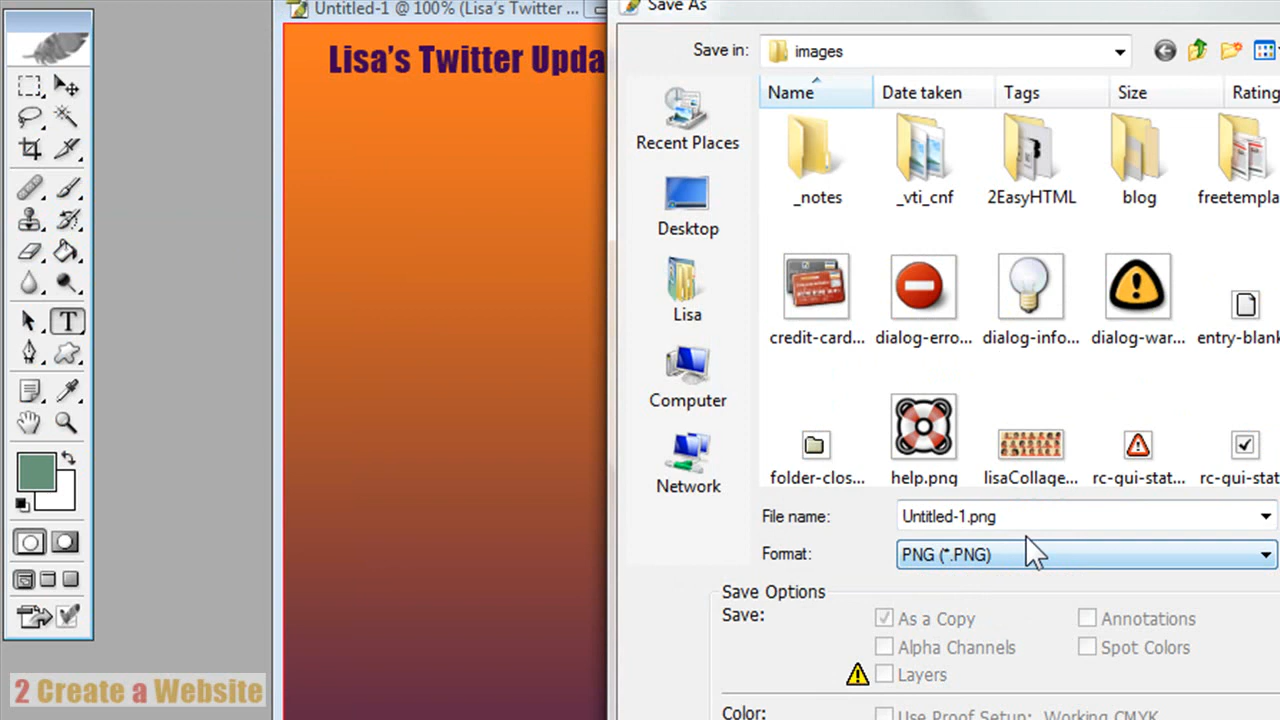 Untitled-1 @ 100% (Lisa's Twitter ...
Save As
Lisa's Twitter Upda
Save in: images
Name Date taken Tags Size Rating
Recent Places
Desktop
Lisa
Computer
Network
_notes _vti_cnf 2EasyHTML blog freetempla
credit-card... dialog-erro... dialog-info... dialog-war... entry-blank
folder-clos... help.png lisaCollage... rc-gui-stat... rc-gui-stat
File name: Untitled-1.png
Format: PNG (*.PNG)
Save Options
Save: As a Copy Annotations
Alpha Channels Spot Colors
Layers
Color: Use Proof Setup: Working CMYK
T
2 Create a Website